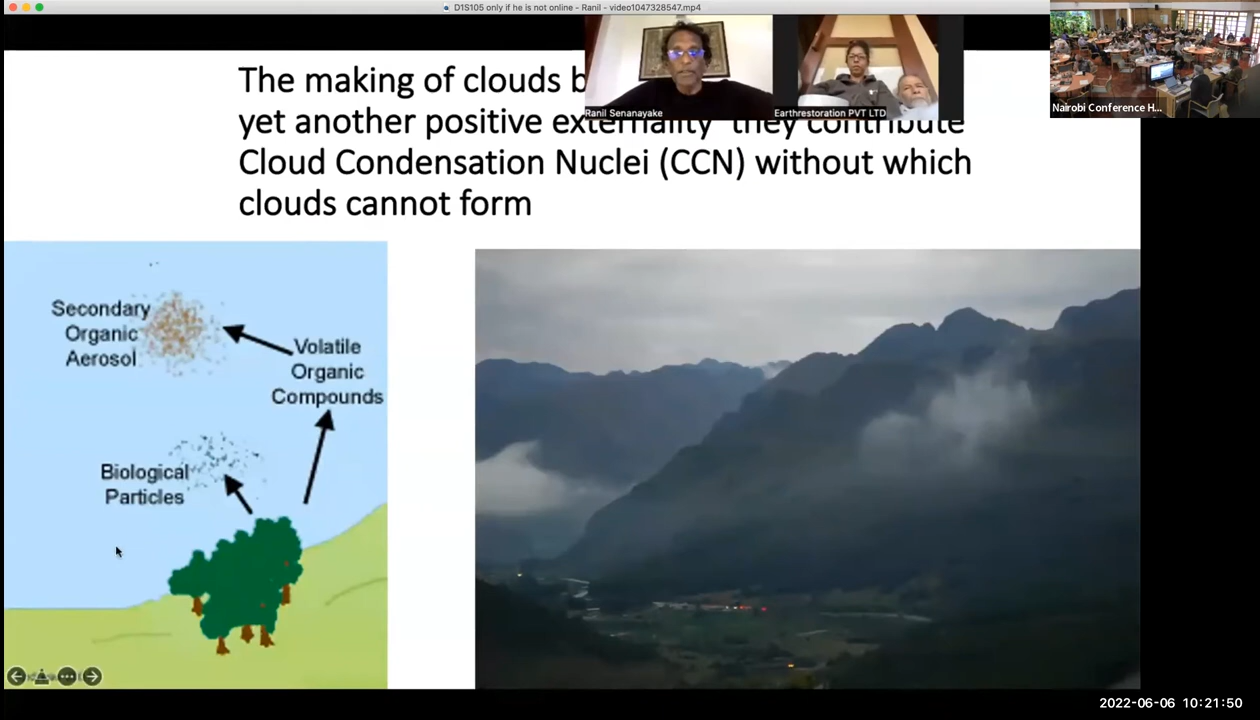 D1S105 only if he is not online - Ranil - video1047328547.mp4
The making of clouds b
yet another positive externality they contribute
Cloud Condensation Nuclei (CCN) without which
clouds cannot form
Ranil Senanayake
Earthrestoration PVT LTD
Nairobi Conference H...
Secondary
Organic
Aerosol
Volatile
Organic
Compounds
Biological
Particles
2022-06-06 10:21:50